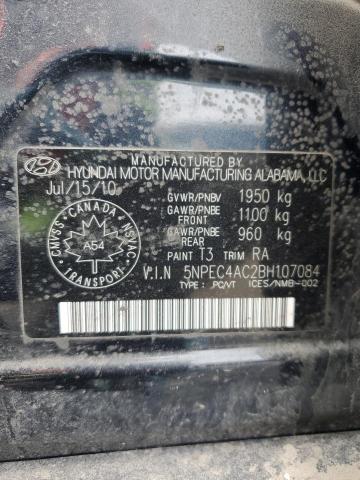 MANUFACTURED BY
HYUNDAI MOTOR MANUFACTURING ALABAMA, LLC
Jul/15/10
GVWR/PNBV 1950 kg
GAWR/PNBE FRONT 1100 kg
GAWR/PNBE REAR 960 kg
PAINT T3 TRIM RA
V.I.N 5NPEC4AC2BH107084
TYPE: PC/VT ICES/NMB-002
CANADA
CMVSS
NSVAC
A54
TRANSPORT